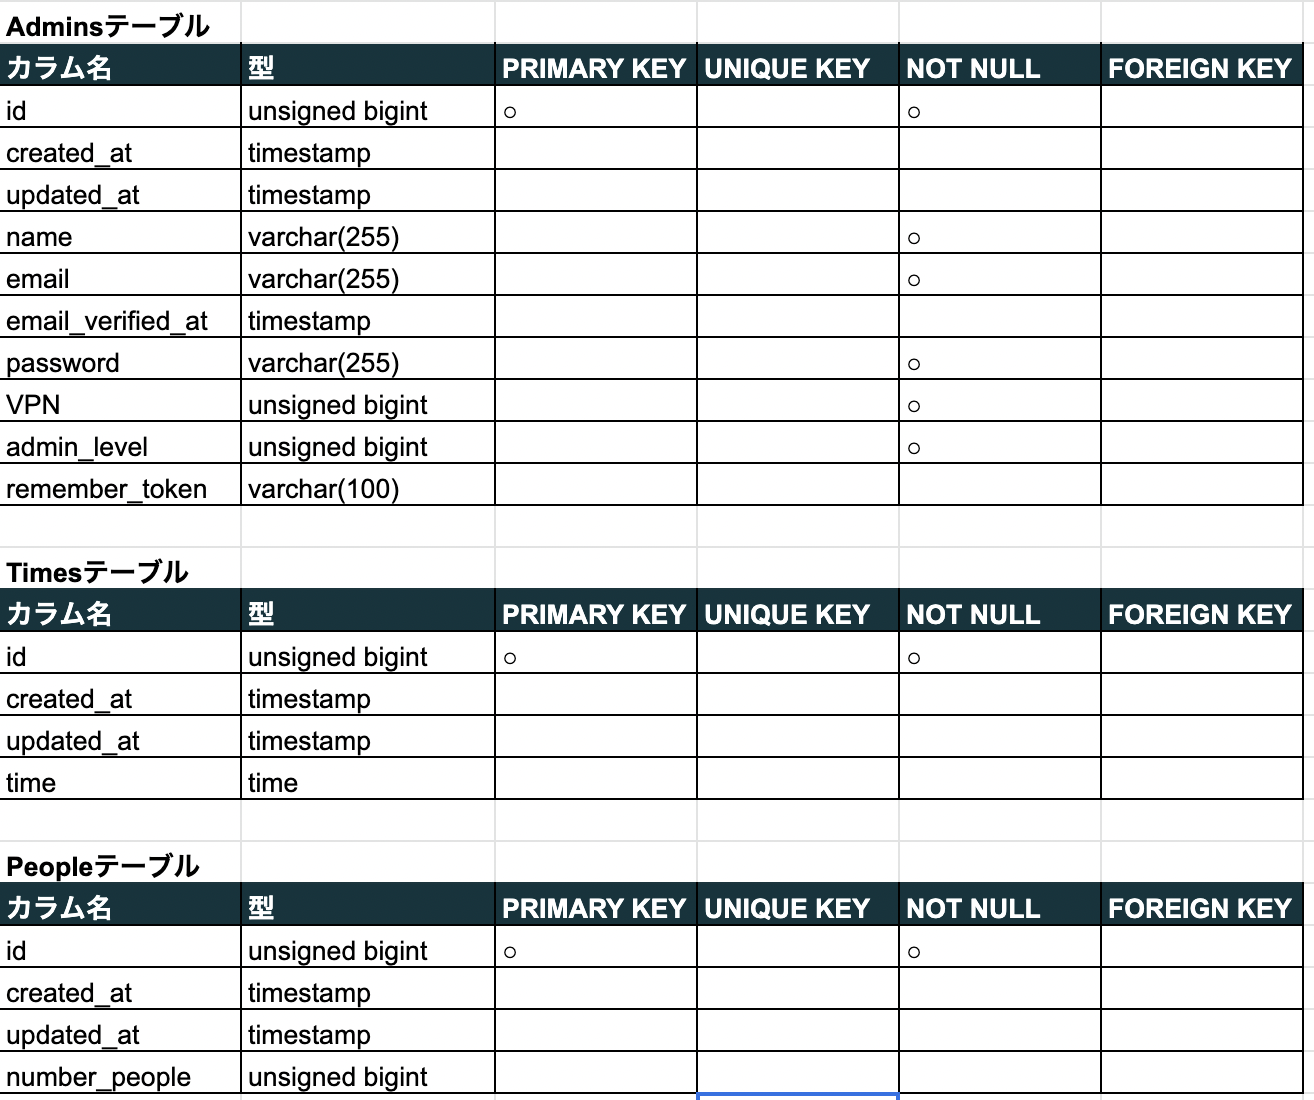 Adminsテーブル
カラム名 型 PRIMARY KEY UNIQUE KEY NOT NULL FOREIGN KEY
id unsigned bigint ○ ○
created_at timestamp
updated_at timestamp
name varchar(255) ○
email varchar(255) ○
email_verified_at timestamp
password varchar(255) ○
VPN unsigned bigint ○
admin_level unsigned bigint ○
remember_token varchar(100)
Timesテーブル
カラム名 型 PRIMARY KEY UNIQUE KEY NOT NULL FOREIGN KEY
id unsigned bigint ○ ○
created_at timestamp
updated_at timestamp
time time
Peopleテーブル
カラム名 型 PRIMARY KEY UNIQUE KEY NOT NULL FOREIGN KEY
id unsigned bigint ○ ○
created_at timestamp
updated_at timestamp
number_people unsigned bigint